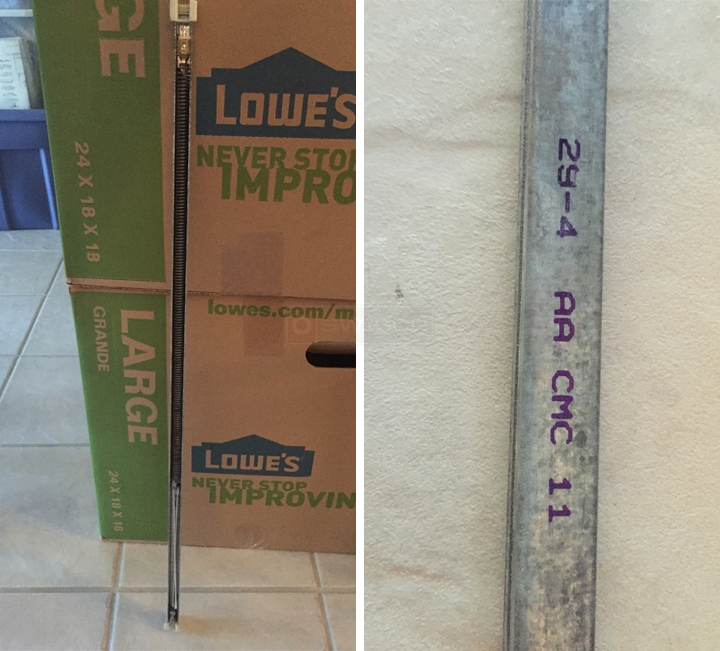 GE
24 X 18 X 18
LOWE'S
NEVER STOP
IMPRO
lowes.com/m
LARGE
GRANDE
24 X 18 X 18
LOWE'S
NEVER STOP
IMPROVIN
29-4 AA CMC 11